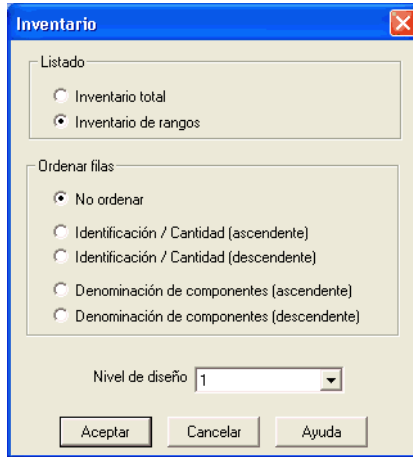 Inventario
Listado
Inventario total
Inventario de rangos
Ordenar filas
No ordenar
Identificación / Cantidad (ascendente)
Identificación / Cantidad (descendente)
Denominación de componentes (ascendente)
Denominación de componentes (descendente)
Nivel de diseño 1
Aceptar Cancelar Ayuda